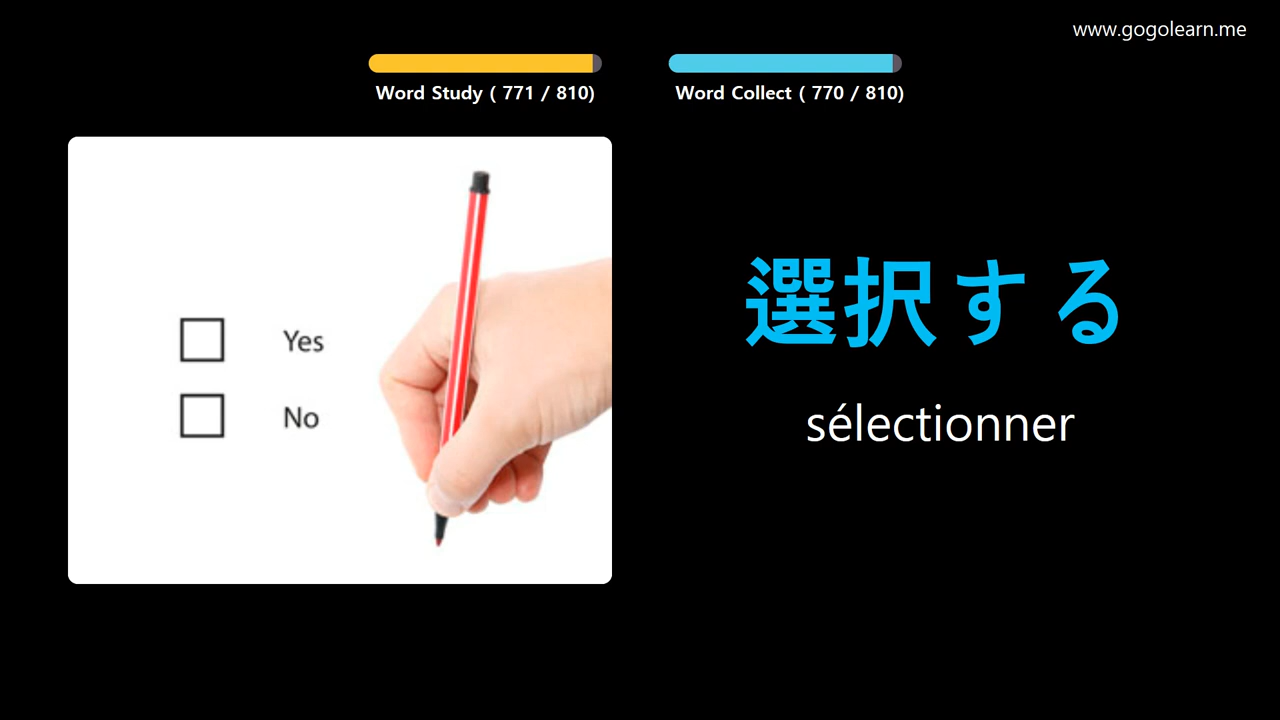 www.gogolearn.me
Word Study ( 771 / 810)
Word Collect ( 770 / 810)
Yes
No
選択する
sélectionner